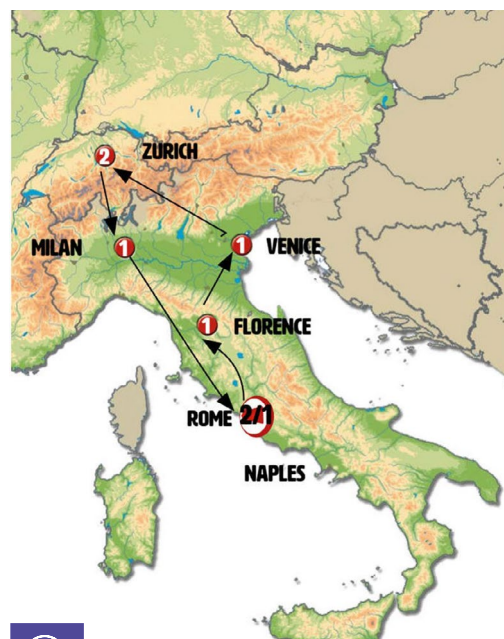 2 ZURICH
MILAN 1
1 VENICE
1 FLORENCE
ROME 2/1
NAPLES